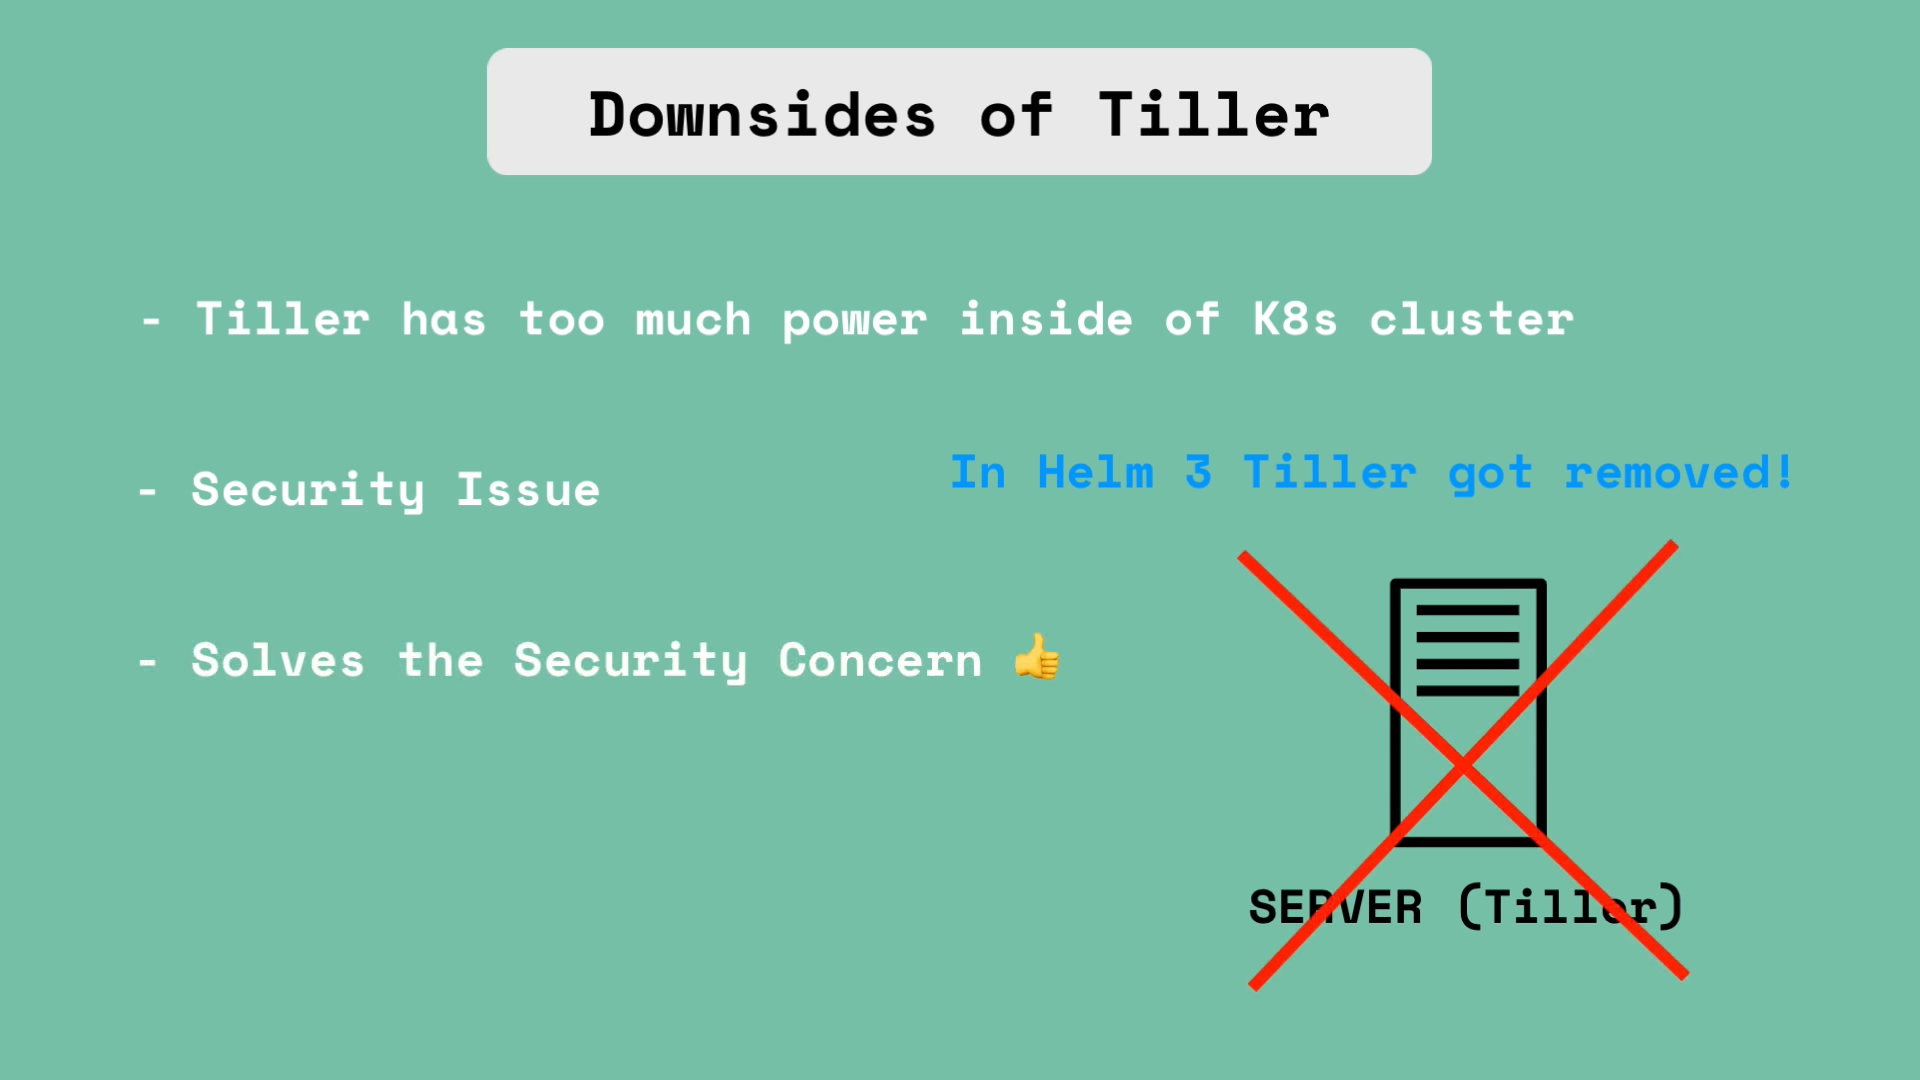 Downsides of Tiller
- Tiller has too much power inside of K8s cluster
- Security Issue
In Helm 3 Tiller got removed!
- Solves the Security Concern 👍
SERVER (Tiller)